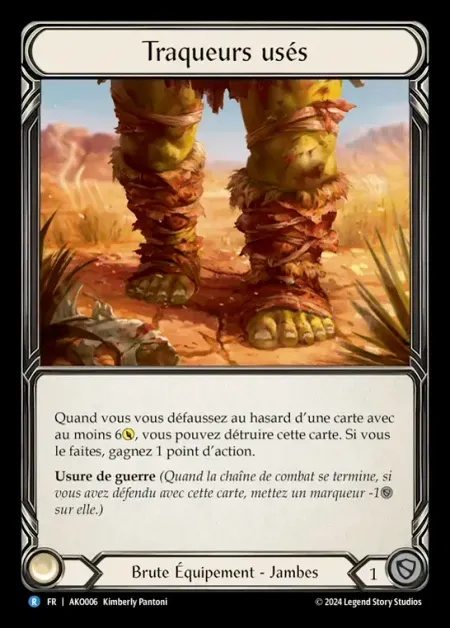 Traqueurs usés
Quand vous vous défaussez au hasard d'une carte avec
au moins 6, vous pouvez détruire cette carte. Si vous
le faites, gagnez 1 point d'action.
Usure de guerre (Quand la chaîne de combat se termine, si
vous avez défendu avec cette carte, mettez un marqueur -1
sur elle.)
Brute Équipement - Jambes
1
R | FR | AKO006 Kimberly Pantoni
© 2024 Legend Story Studios